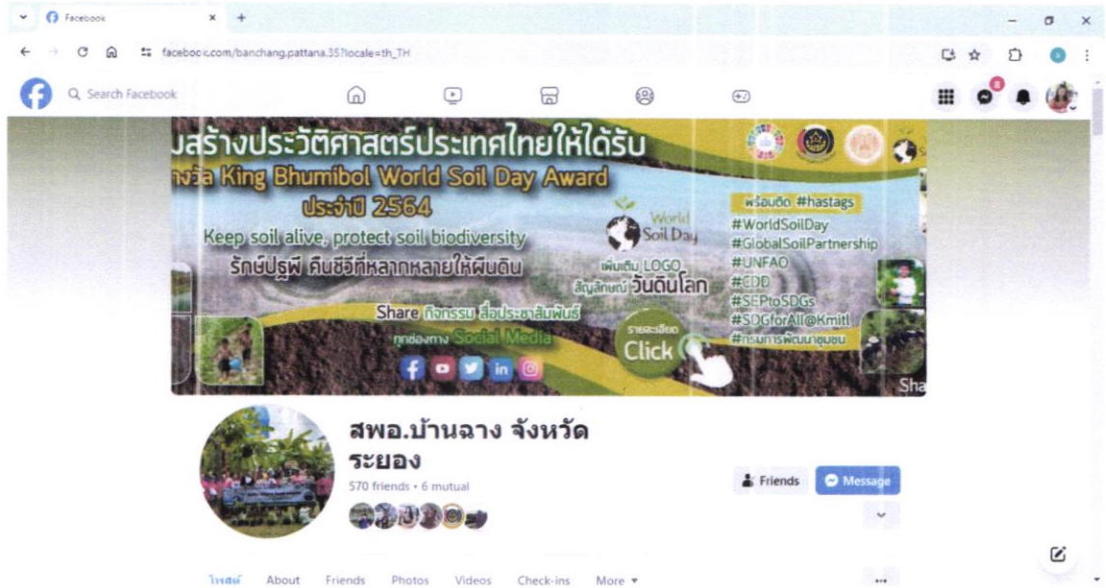 Facebook
facebook.com/banchang.pattana.35?locale=th_TH
Search Facebook
8
มสร้างประวัติศาสตร์ประเทศไทยให้ได้รับ
างวัล King Bhumibol World Soil Day Award
ประจำปี 2564
Keep soil alive, protect soil biodiversity
รักษ์ปฐพี คืนชีวีที่หลากหลายให้ผืนดิน
World
Soil Day
เพิ่มเติม LOGO
สัญลักษณ์ วันดินโลก
พร้อมติด #hastags
#WorldSoilDay
#GlobalSoilPartnership
#UNFAO
#CDD
#SEPtoSDGs
#SDGforAll@Kmitl
#กรมการพัฒนาชุมชน
Share กิจกรรม สื่อประชาสัมพันธ์
ทุกช่องทาง Social Media
รายละเอียด
Click
Sha
สพอ.บ้านฉาง จังหวัด
ระยอง
570 friends • 6 mutual
Friends
Message
โพสต์ About Friends Photos Videos Check-ins More